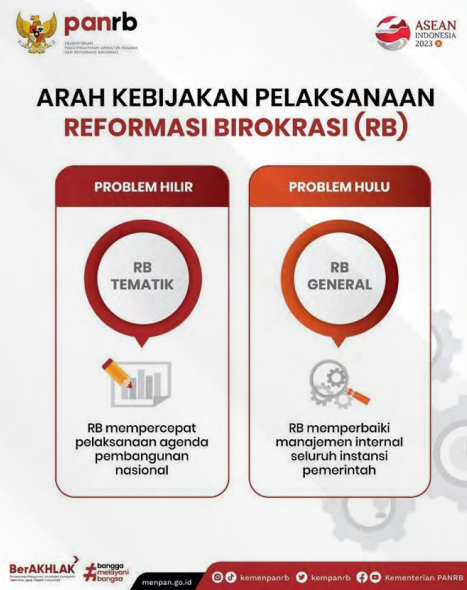 panrb
KEMENTERIAN
PENDAYAGUNAAN APARATUR NEGARA
DAN REFORMASI BIROKRASI
ASEAN
INDONESIA
2023
ARAH KEBIJAKAN PELAKSANAAN
REFORMASI BIROKRASI (RB)
PROBLEM HILIR
RB
TEMATIK
RB mempercepat
pelaksanaan agenda
pembangunan
nasional
PROBLEM HULU
RB
GENERAL
RB memperbaiki
manajemen internal
seluruh instansi
pemerintah
BerAKHLAK
#bangga
melayani
bangsa
menpan.go.id
kemenpanrb
kempanrb
Kementerian PANRB